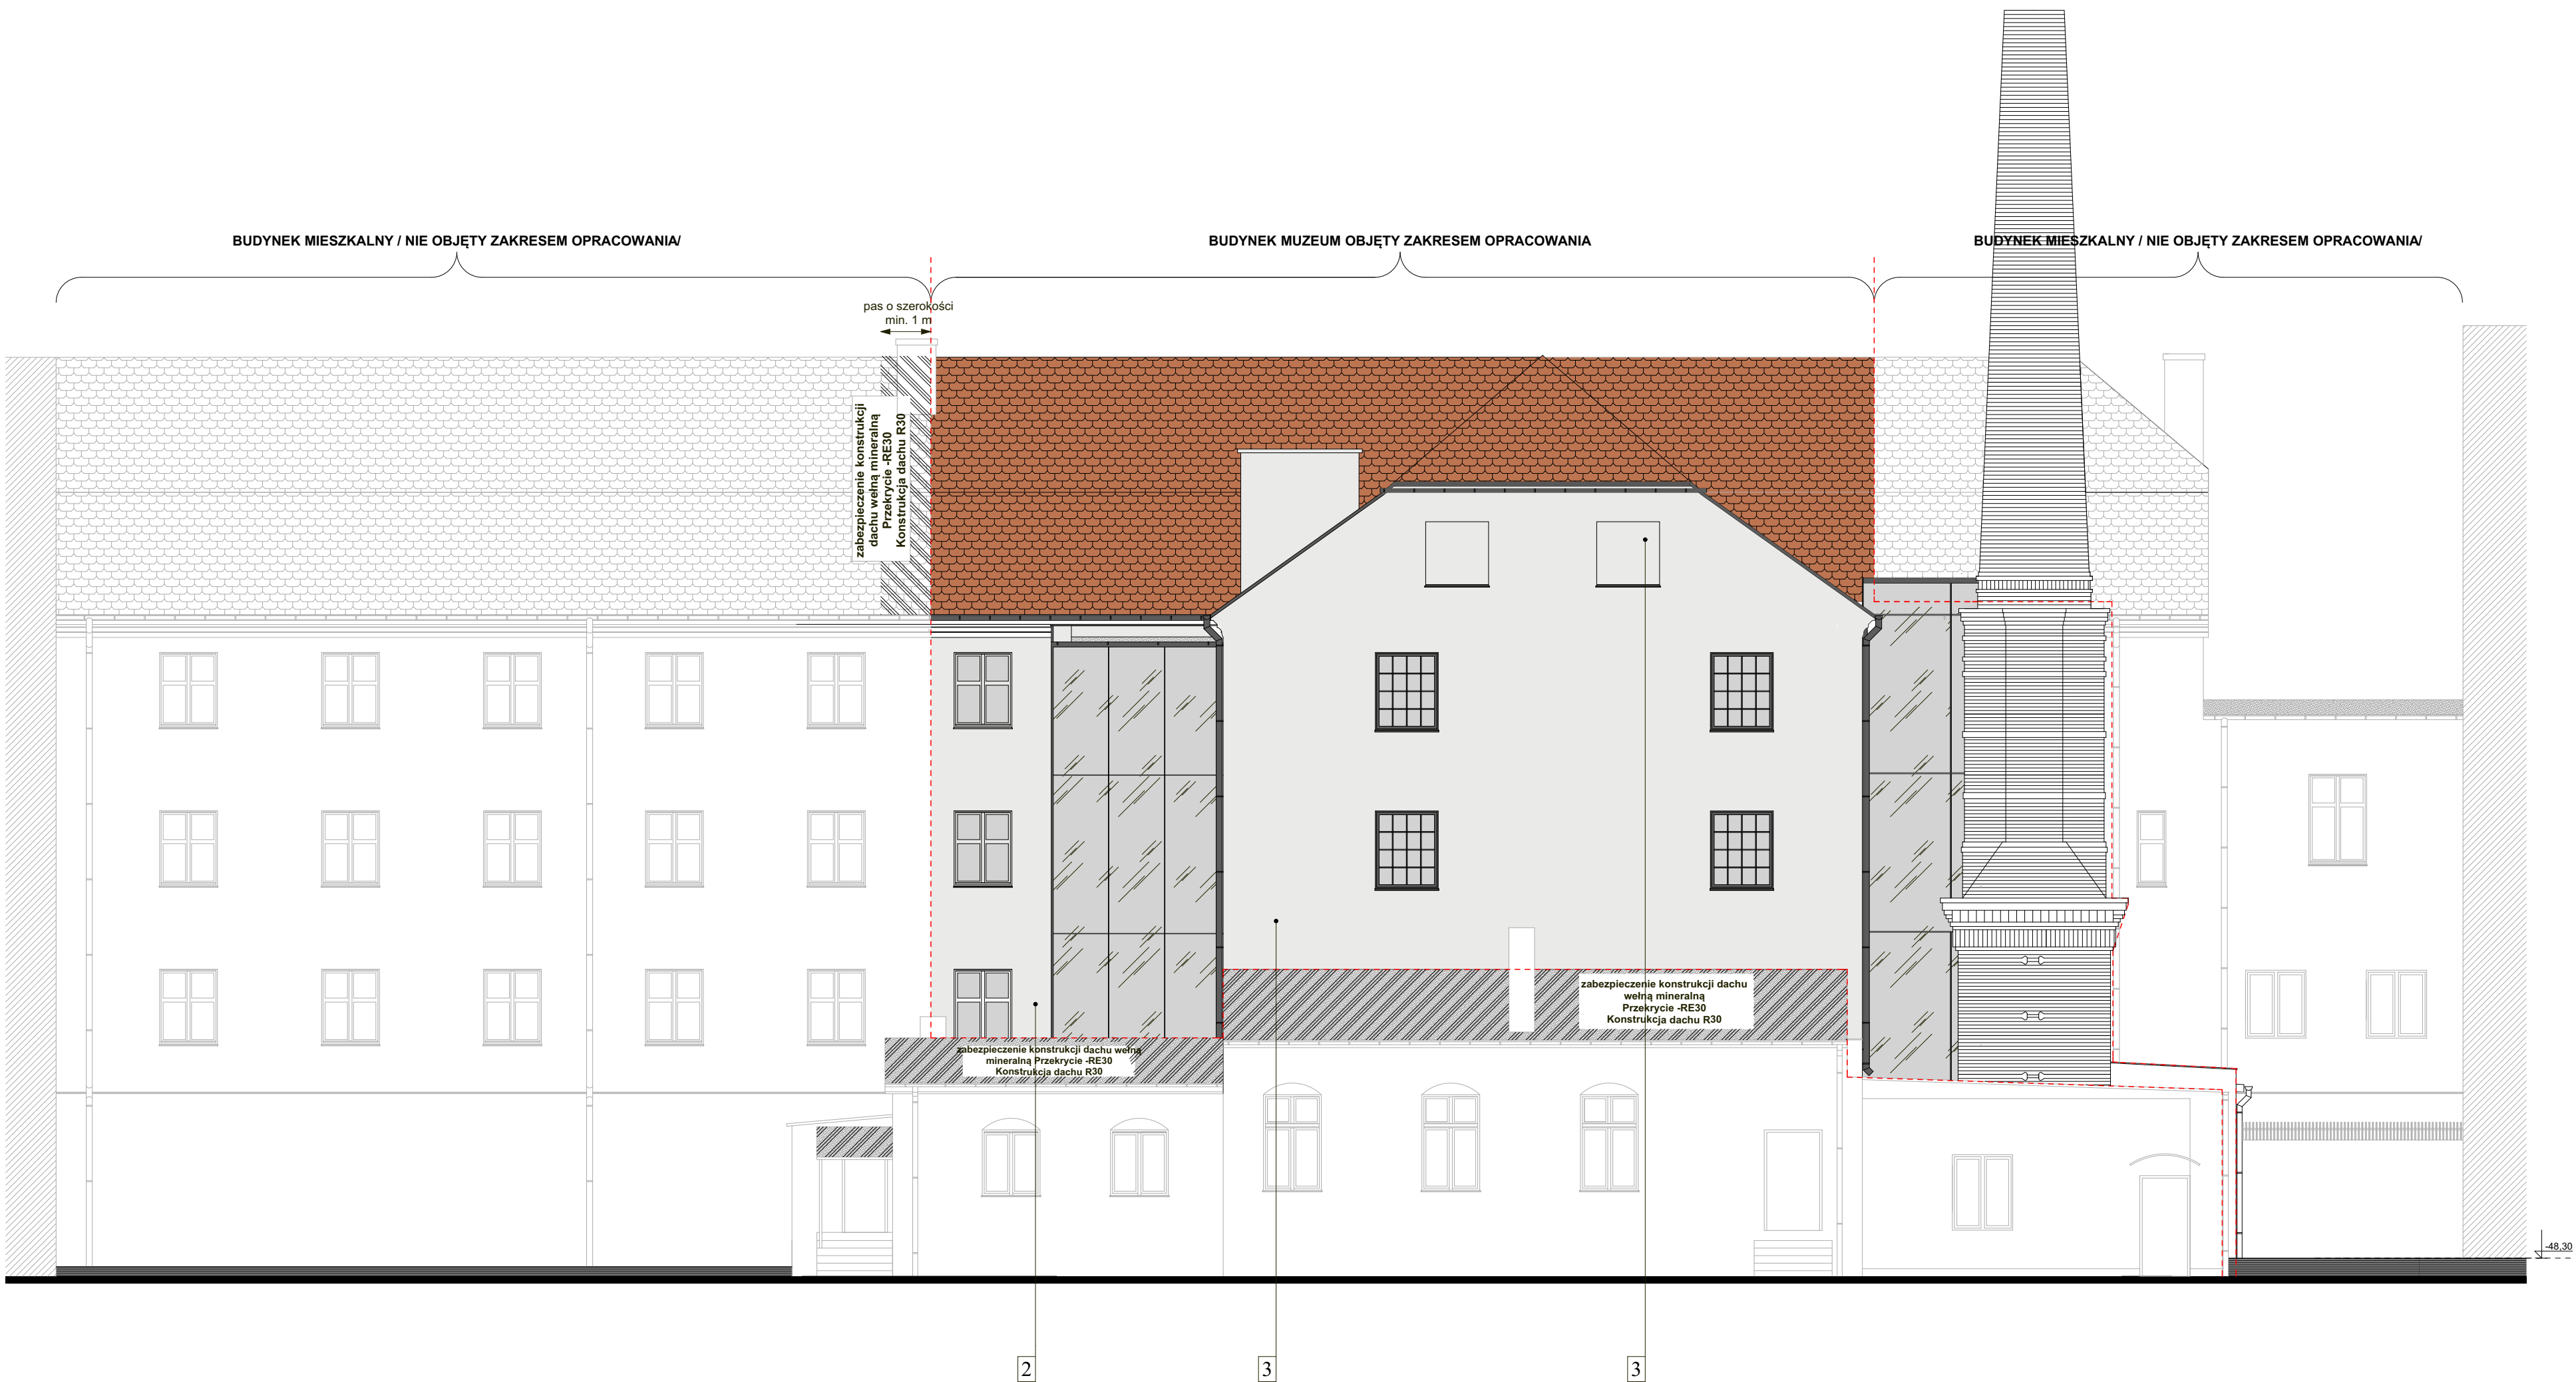 BUDYNEK MIESZKALNY / NIE OBJĘTY ZAKRESEM OPRACOWANIA/
BUDYNEK MUZEUM OBJĘTY ZAKRESEM OPRACOWANIA
BUDYNEK MIESZKALNY / NIE OBJĘTY ZAKRESEM OPRACOWANIA/
pas o szerokości
min. 1 m
zabezpieczenie konstrukcji
dachu wełną mineralną
Przekrycie -RE30
Konstrukcja dachu R30
zabezpieczenie konstrukcji dachu
wełną mineralną
Przekrycie -RE30
Konstrukcja dachu R30
zabezpieczenie konstrukcji dachu wełną
mineralną Przekrycie -RE30
Konstrukcja dachu R30
-48,30
2
3
3